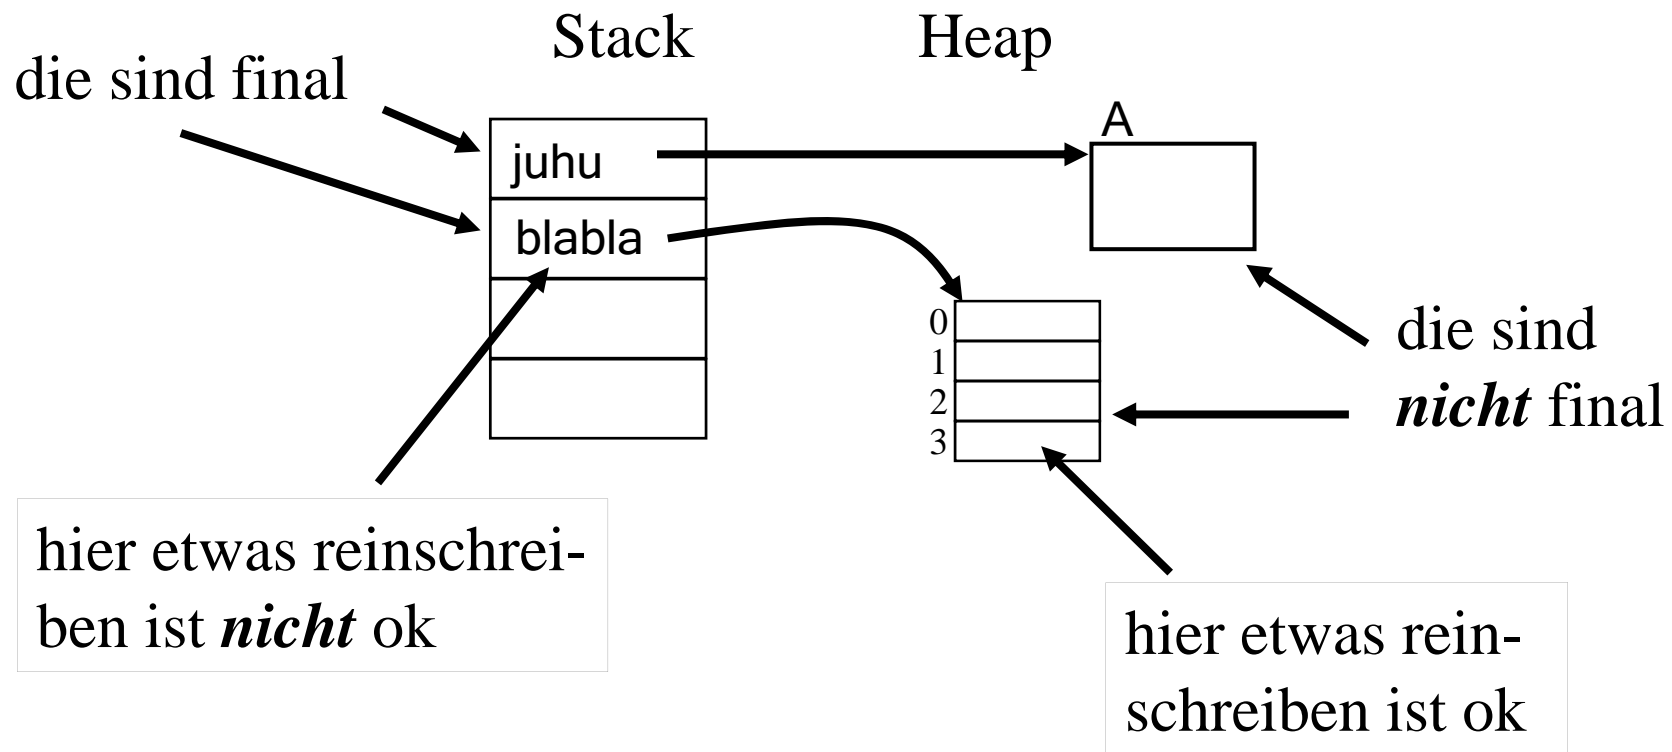 Stack
Heap
die sind final
A
juhu
blabla
0
1
2
3
die sind
nicht final
hier etwas reinschrei-
ben ist nicht ok
hier etwas rein-
schreiben ist ok